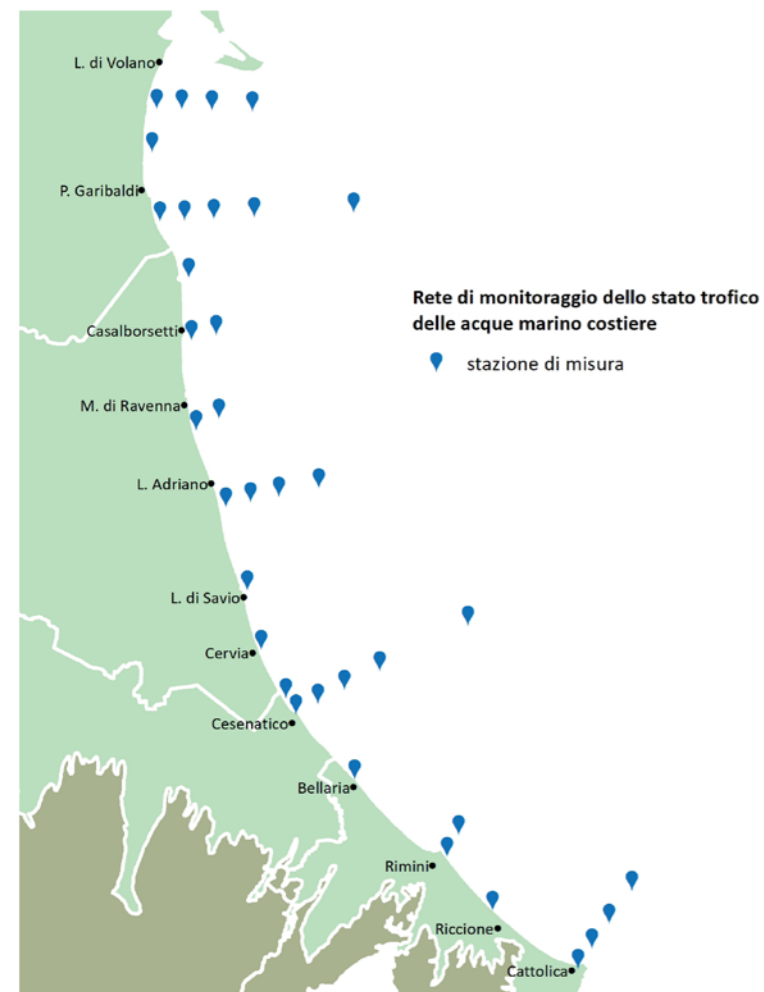 L. di Volano
P. Garibaldi
Rete di monitoraggio dello stato trofico
delle acque marino costiere
Casalborsetti
stazione di misura
M. di Ravenna
L. Adriano
L. di Savio
Cervia
Cesenatico
Bellaria
Rimini
Riccione
Cattolica